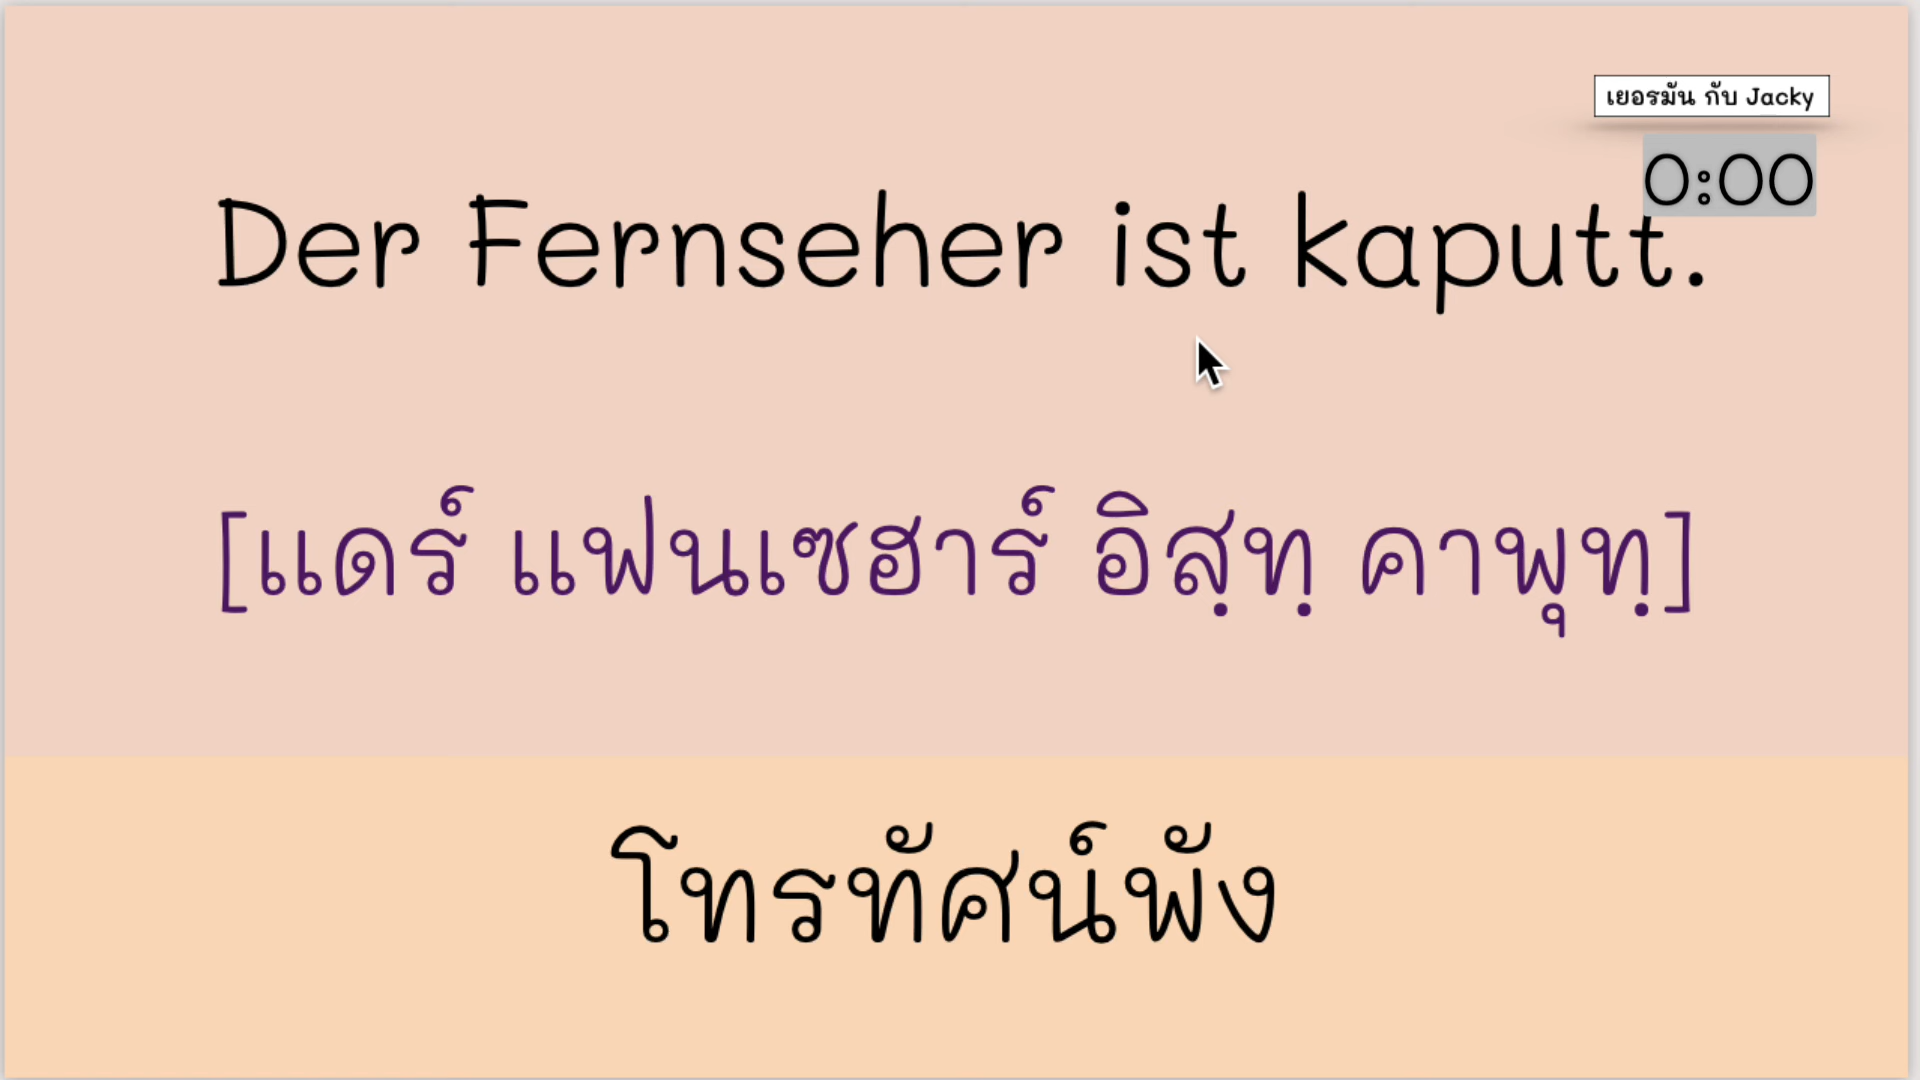 เยอรมัน กับ Jacky
0:00
Der Fernseher ist kaputt.
[แดร์ แฟนเซฮาร์ อิสฺทฺ คาพุทฺ]
โทรทัศน์พัง